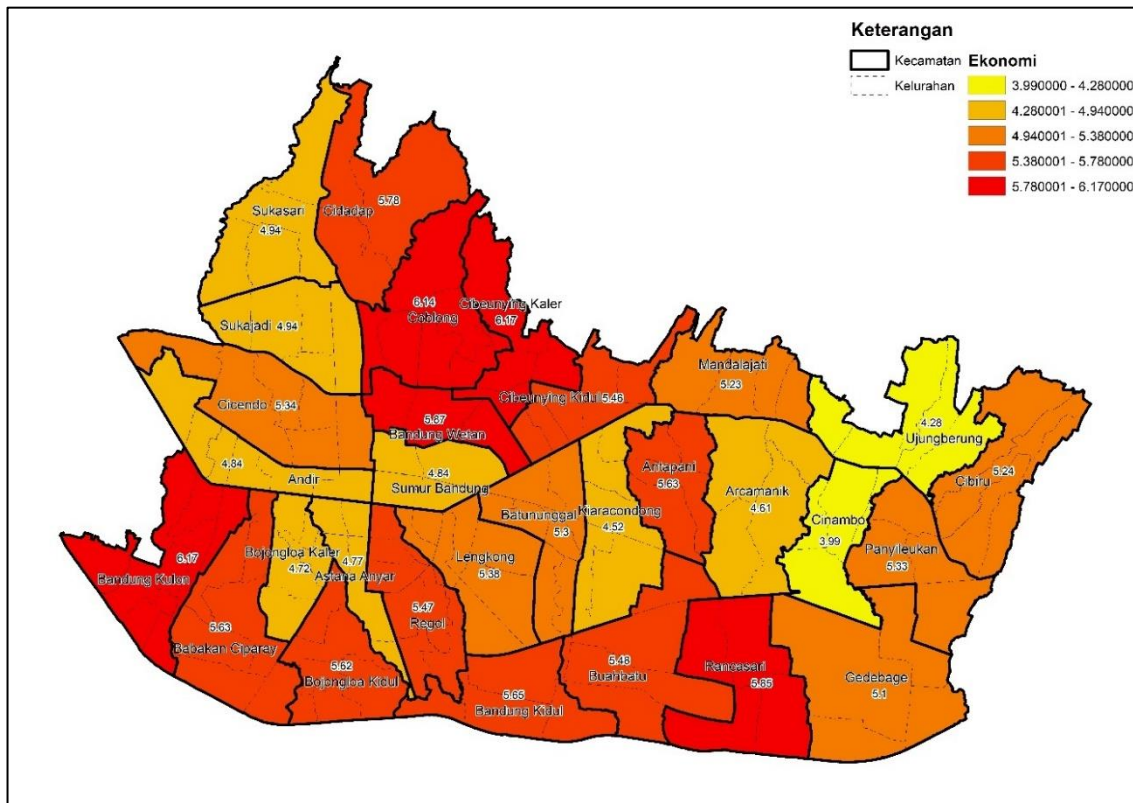 Keterangan
Kecamatan
Kelurahan
Ekonomi
3.990000 - 4.280000
4.280001 - 4.940000
4.940001 - 5.380000
5.380001 - 5.780000
5.780001 - 6.170000
Sukasari
4.94
Cidadap
5.78
6.14
Coblong
Cibeunying Kaler
6.17
Sukajadi 4.94
Mandalajati
5.23
4.28
Ujungberung
Cicendo
5.34
Cibeunying Kidul 5.46
5.87
Bandung Wetan
5.24
Cibiru
4.84
Andir
4.84
Sumur Bandung
Antapani
5.63
Arcamanik
4.61
Batununggal
5.3
Kiaracondong
4.52
Cinambo
3.99
Panyileukan
5.33
6.17
Bandung Kulon
Bojongloa Kaler
4.72
4.77
Astana Anyar
Lengkong
5.38
5.47
Regol
5.63
Babakan Ciparay
5.62
Bojongloa Kidul
5.65
Bandung Kidul
5.48
Buahbatu
Rancasari
5.85
Gedebage
5.1